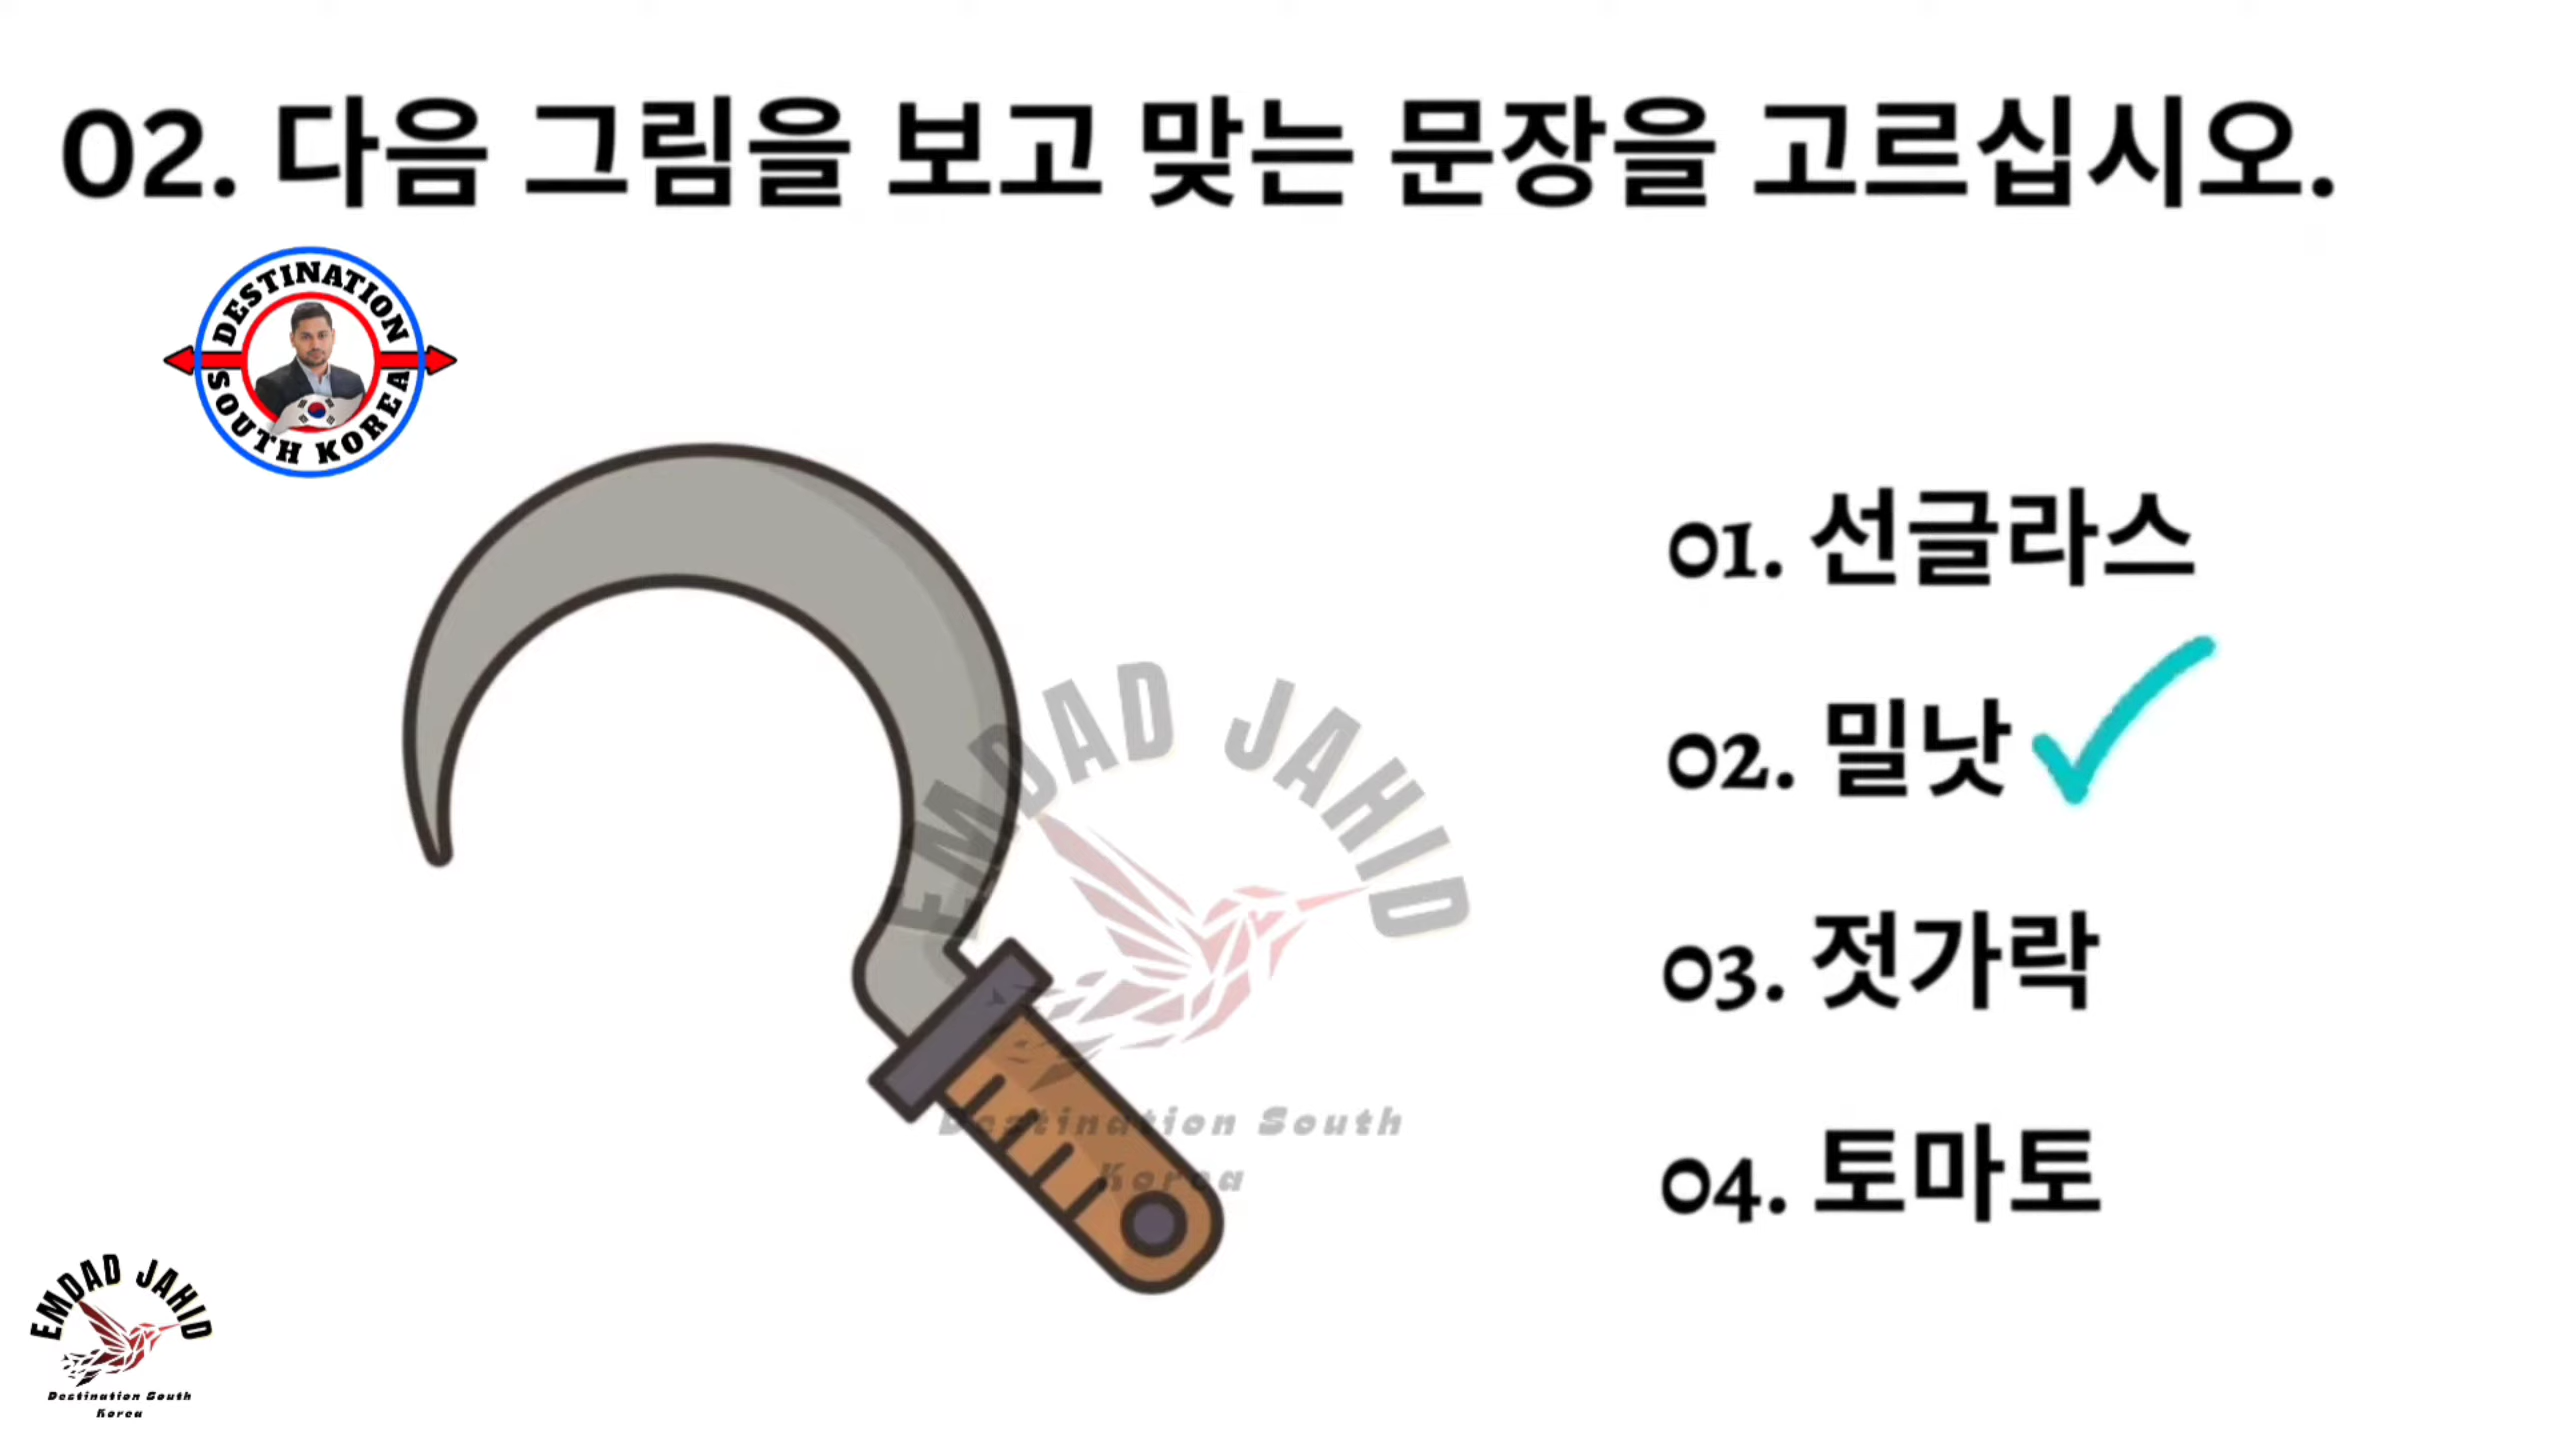 02. 다음 그림을 보고 맞는 문장을 고르십시오.
DESTINATION
SOUTH KOREA
01. 선글라스
02. 밀낫
03. 젓가락
04. 토마토
EMDAD JAHID
Destination South
Korea
EMDAD JAHID
Destination South
Korea